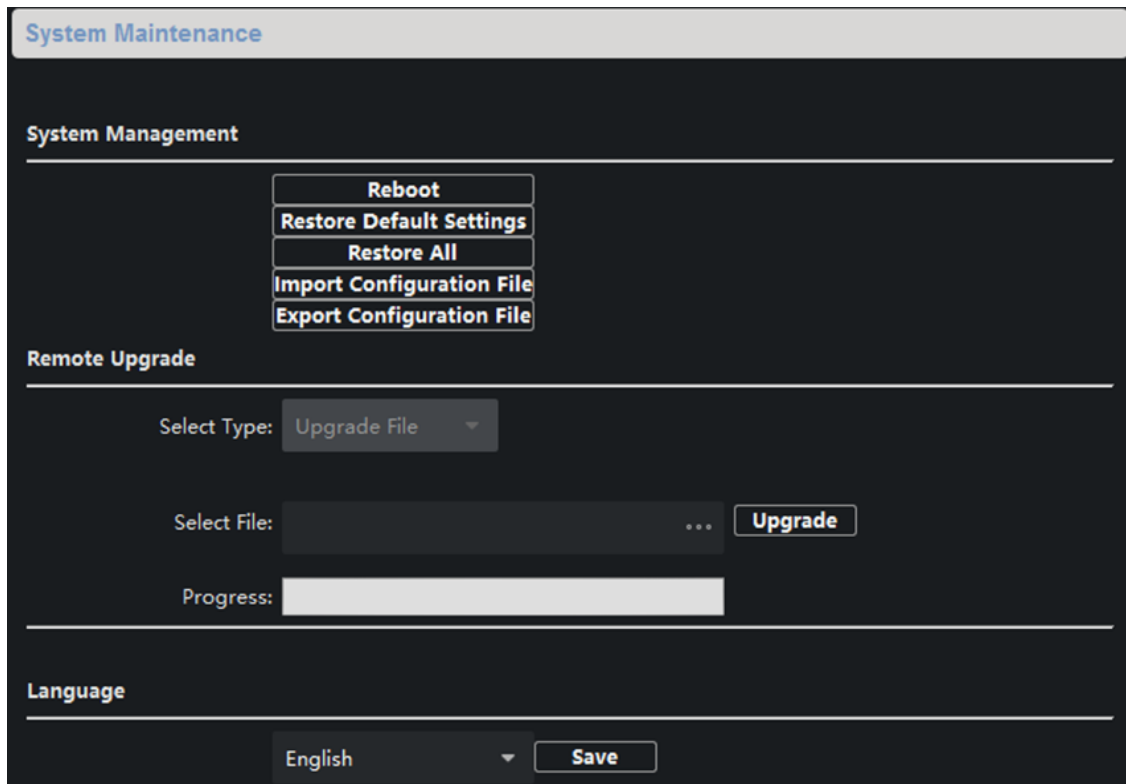 System Maintenance
System Management
Reboot
Restore Default Settings
Restore All
Import Configuration File
Export Configuration File
Remote Upgrade
Select Type: Upgrade File
Select File: ... Upgrade
Progress:
Language
English Save